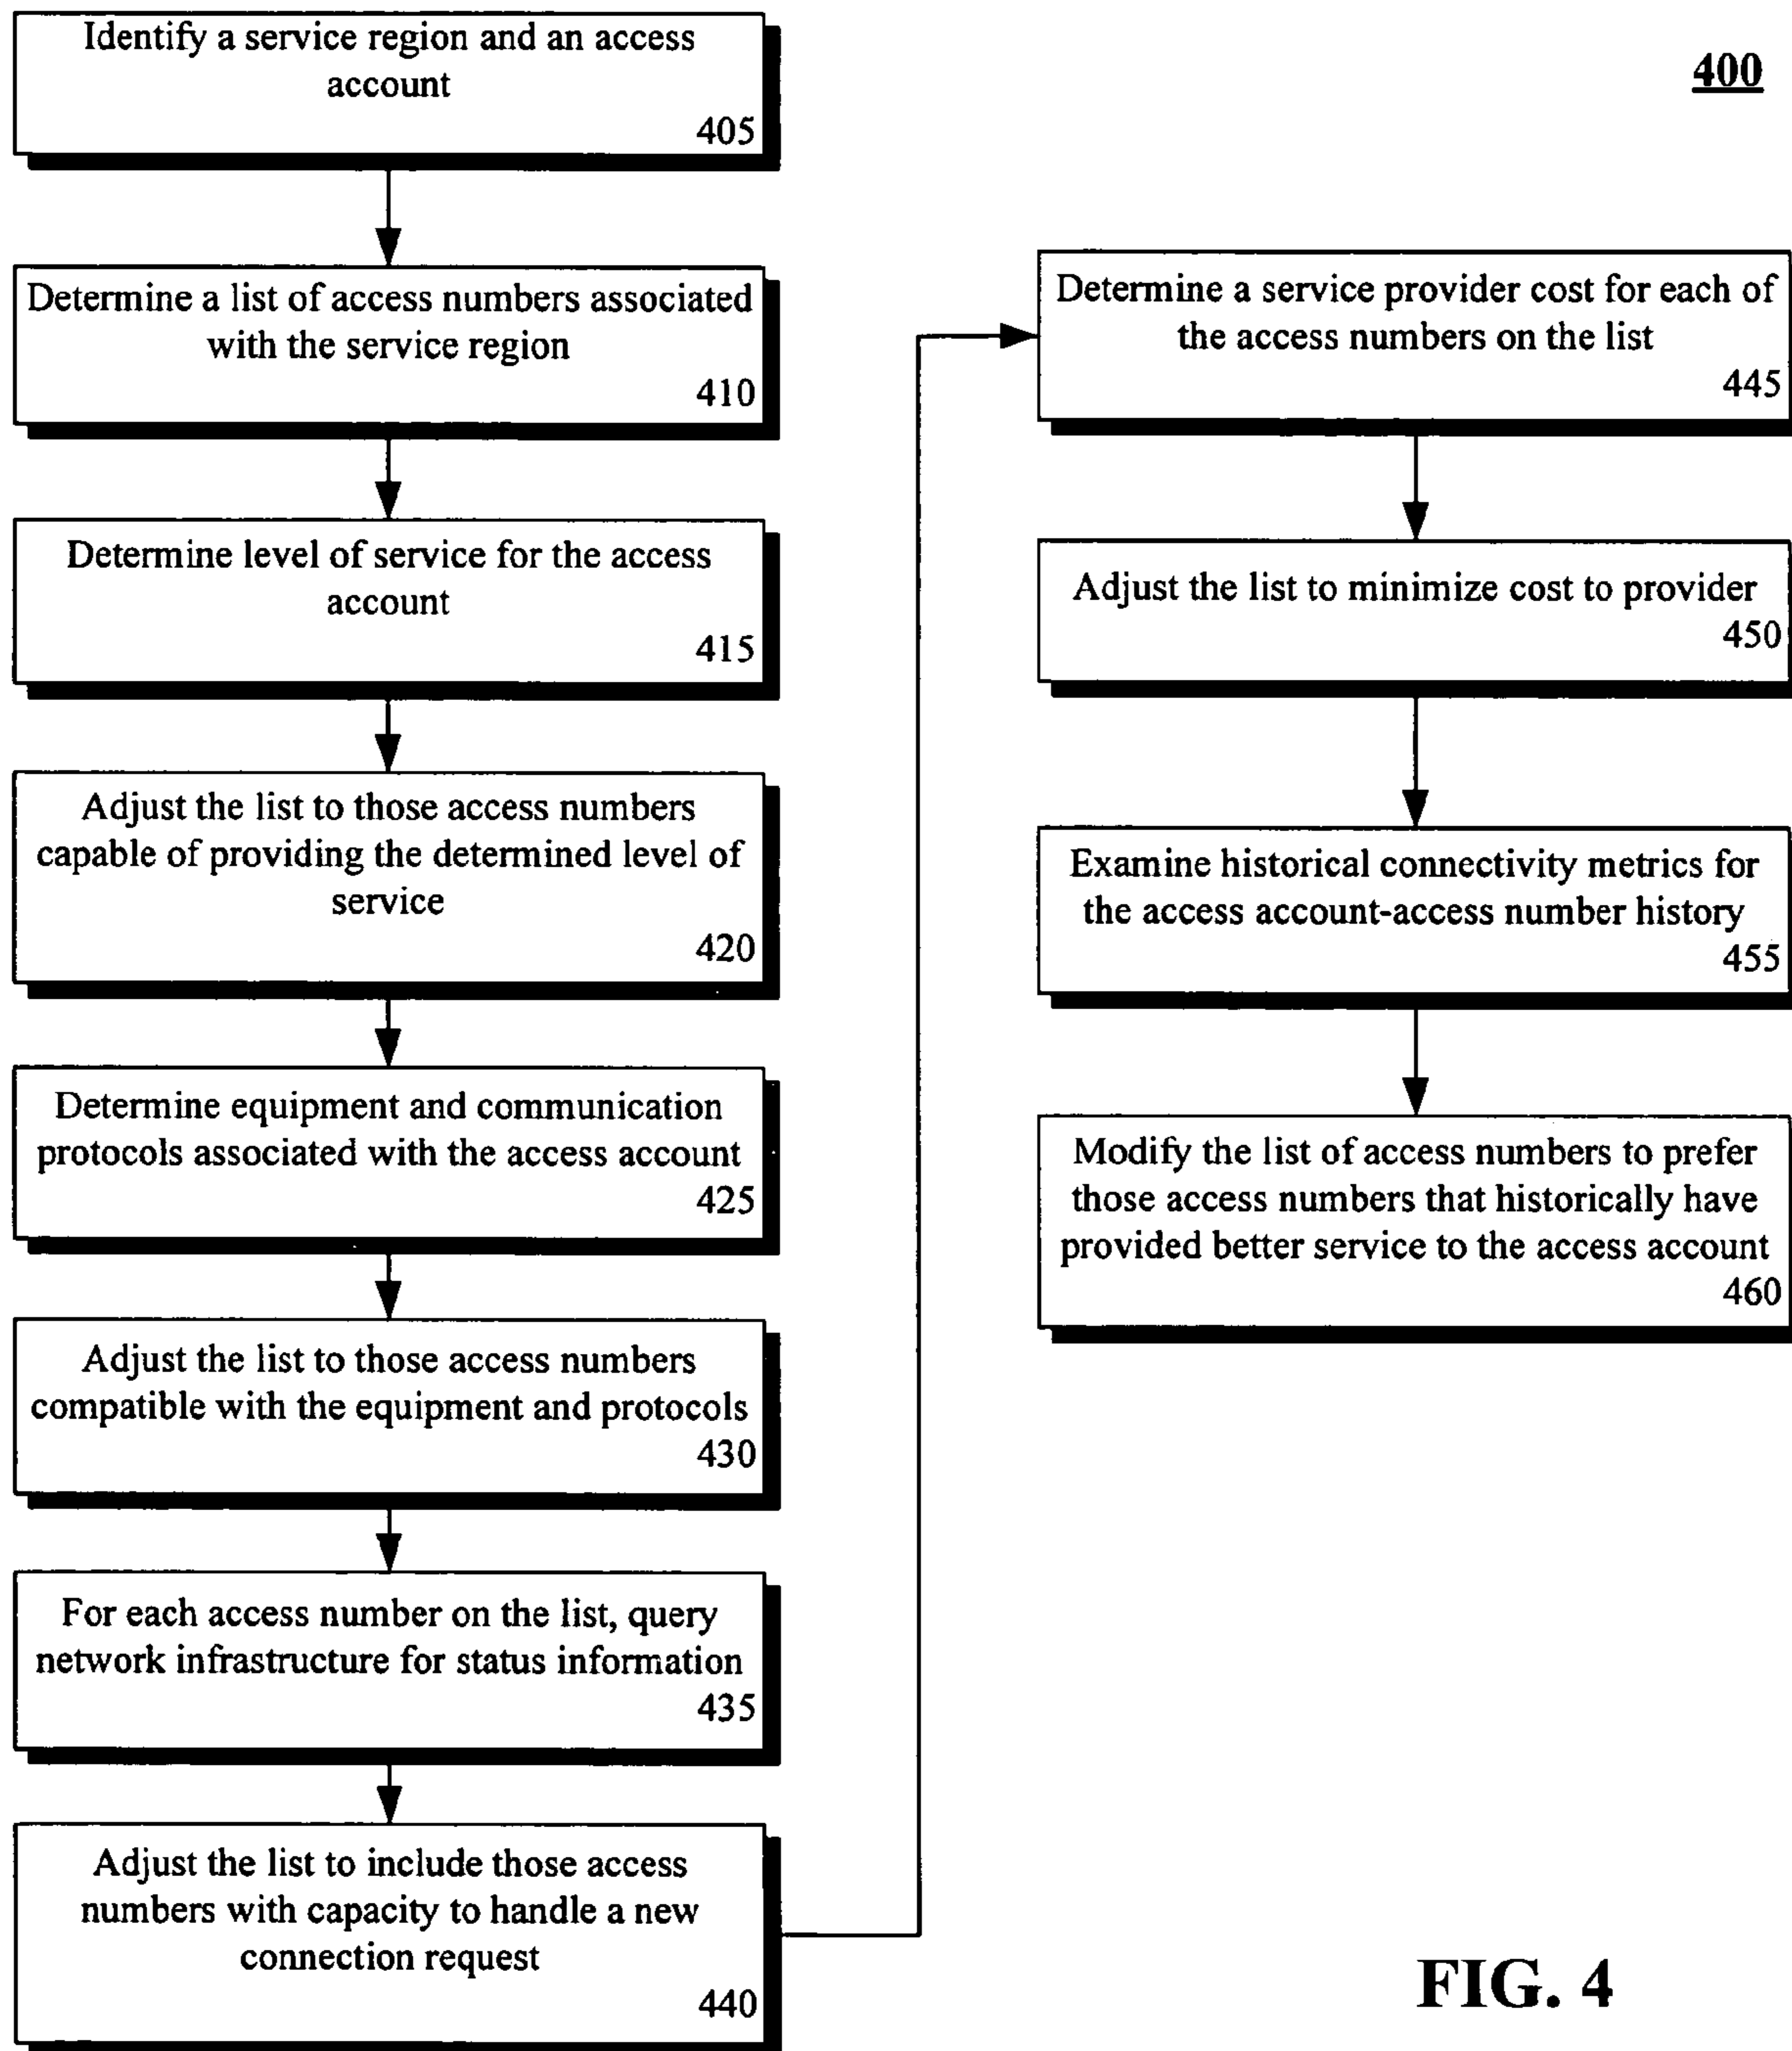 400
Identify a service region and an access
account
405
Determine a list of access numbers associated
with the service region
410
Determine level of service for the access
account
415
Adjust the list to those access numbers
capable of providing the determined level of
service
420
Determine equipment and communication
protocols associated with the access account
425
Adjust the list to those access numbers
compatible with the equipment and protocols
430
For each access number on the list, query
network infrastructure for status information
435
Adjust the list to include those access
numbers with capacity to handle a new
connection request
440
Determine a service provider cost for each of
the access numbers on the list
445
Adjust the list to minimize cost to provider
450
Examine historical connectivity metrics for
the access account-access number history
455
Modify the list of access numbers to prefer
those access numbers that historically have
provided better service to the access account
460
FIG. 4